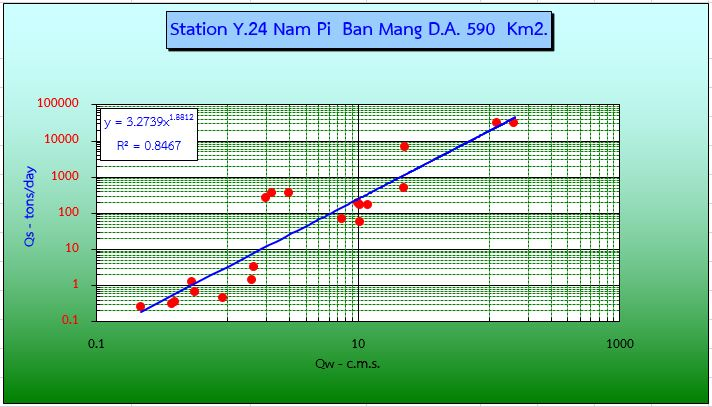 Station Y.24 Nam Pi Ban Mang D.A. 590 Km2.
100000
y = 3.2739x^1.8812
R² = 0.8467
10000
1000
100
10
1
0.1
Qs - tons/day
0.1 10 1000
Qw - c.m.s.